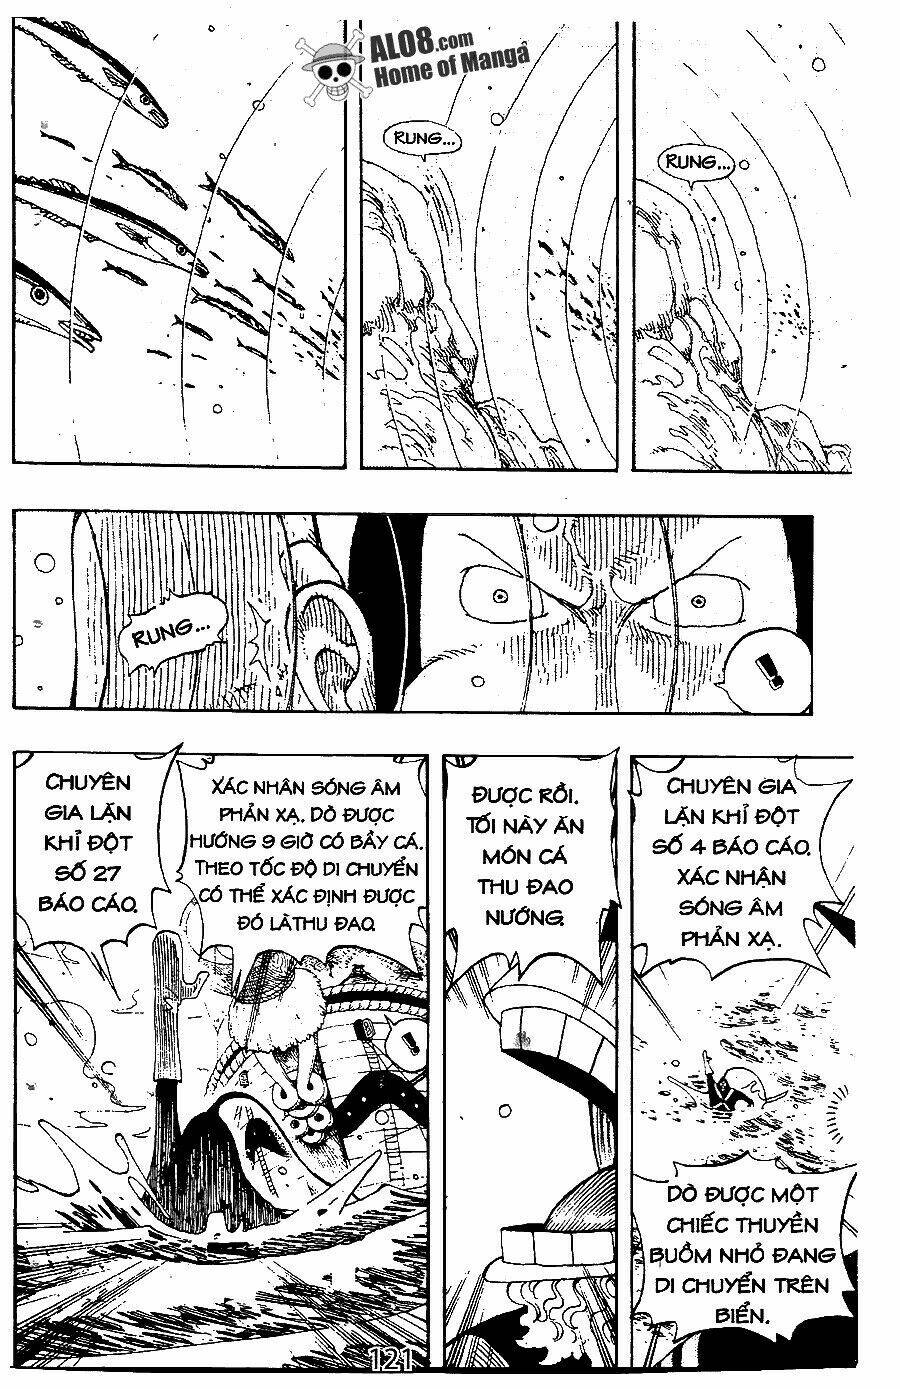 AL08.com
Home of Manga
RUNG...
RUNG...
RUNG...
!
CHUYÊN
GIA LẶN
KHỈ ĐỘT
SỐ 27
BÁO CÁO.
XÁC NHÂN SÓNG ÂM
PHẢN XẠ. DÒ ĐƯỢC
HƯỚNG 9 GIỜ CÓ BẦY CÁ.
THEO TỐC ĐỘ DI CHUYỂN
CÓ THỂ XÁC ĐỊNH ĐƯỢC
ĐÓ LÀTHU ĐAO.
!
ĐƯỢC RỒI.
TỐI NÀY ĂN
MÓN CÁ
THU ĐAO
NƯỚNG.
CHUYÊN GIA
LẶN KHỈ ĐỘT
SỐ 4 BÁO CÁO.
XÁC NHẬN
SÓNG ÂM
PHẢN XẠ.
DÒ ĐƯỢC MỘT
CHIẾC THUYỀN
BUỒM NHỎ ĐANG
DI CHUYỂN TRÊN
BIỂN.
121